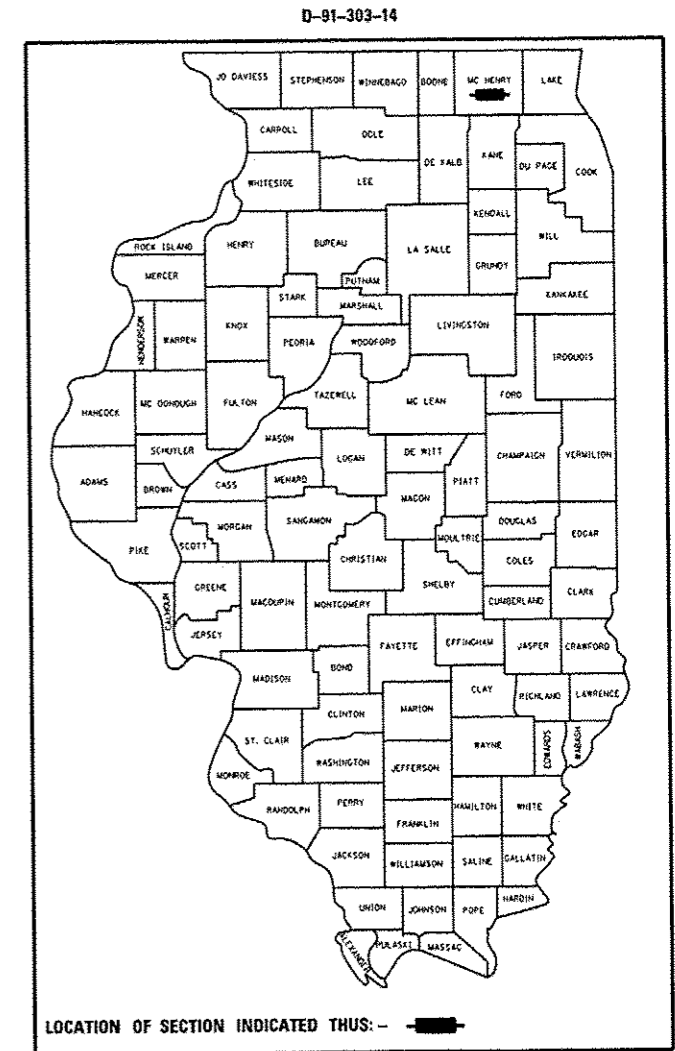 D-91-303-14
JO DAVIESS STEPHENSON WINNEBAGO BOONE MC HENRY LAKE
CARROLL OGLE DE KALB KANE DU PAGE COOK
WHITESIDE LEE KENDALL WILL
ROCK ISLAND HENRY BUREAU LA SALLE GRUNDY
MERCER PUTNAM KANKAKEE
STARK MARSHALL
HENDERSON WARREN KNOX PEORIA WOODFORD LIVINGSTON IROQUOIS
HANCOCK MC DONOUGH FULTON TAZEWELL MC LEAN FORD
SCHUYLER MASON LOGAN DE WITT CHAMPAIGN VERMILION
ADAMS BROWN CASS MENARD MACON PIATT
PIKE SCOTT MORGAN SANGAMON CHRISTIAN MOULTRIE DOUGLAS EDGAR
COLES
CALHOUN GREENE MACOUPIN MONTGOMERY SHELBY CUMBERLAND CLARK
JERSEY FAYETTE EFFINGHAM JASPER CRAWFORD
MADISON BOND CLAY RICHLAND LAWRENCE
CLINTON MARION
ST. CLAIR WAYNE EDWARDS WABASH
MONROE WASHINGTON JEFFERSON
RANDOLPH PERRY HAMILTON WHITE
FRANKLIN
JACKSON WILLIAMSON SALINE GALLATIN
UNION JOHNSON POPE HARDIN
ALEXANDER PULASKI MASSAC
LOCATION OF SECTION INDICATED THUS: -